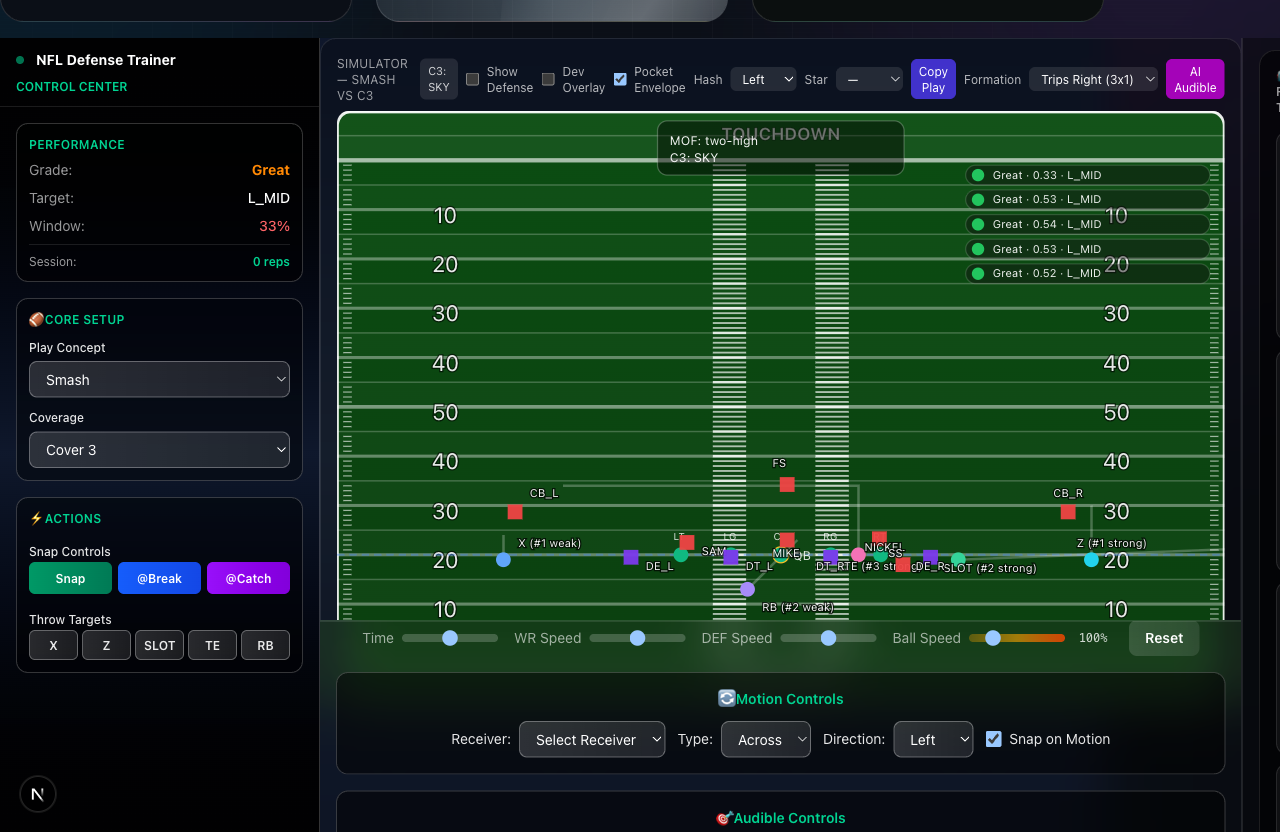 NFL Defense Trainer
CONTROL CENTER
PERFORMANCE
Grade: Great
Target: L_MID
Window: 33%
Session: 0 reps
CORE SETUP
Play Concept
Smash
Coverage
Cover 3
ACTIONS
Snap Controls
Snap @Break @Catch
Throw Targets
X Z SLOT TE RB
N
SIMULATOR
— SMASH
VS C3
C3:
SKY
Show
Defense
Dev
Overlay
Pocket
Envelope
Hash Left
Star —
Copy
Play
Formation Trips Right (3x1)
AI
Audible
TOUCHDOWN
MOF: two-high
C3: SKY
Great · 0.33 · L_MID
Great · 0.53 · L_MID
Great · 0.54 · L_MID
Great · 0.53 · L_MID
Great · 0.52 · L_MID
10 10
20 20
30 30
40 40
50 50
40 40
FS
CB_L CB_R
30 30
LT LG C RG
X (#1 weak) SAM MIKE QB NICKEL SS Z (#1 strong)
20 20
DE_L DT_L DT_R TE (#3 strong) DE_R SLOT (#2 strong)
RB (#2 weak)
10 10
Time WR Speed DEF Speed Ball Speed 100% Reset
Motion Controls
Receiver: Select Receiver Type: Across Direction: Left Snap on Motion
Audible Controls